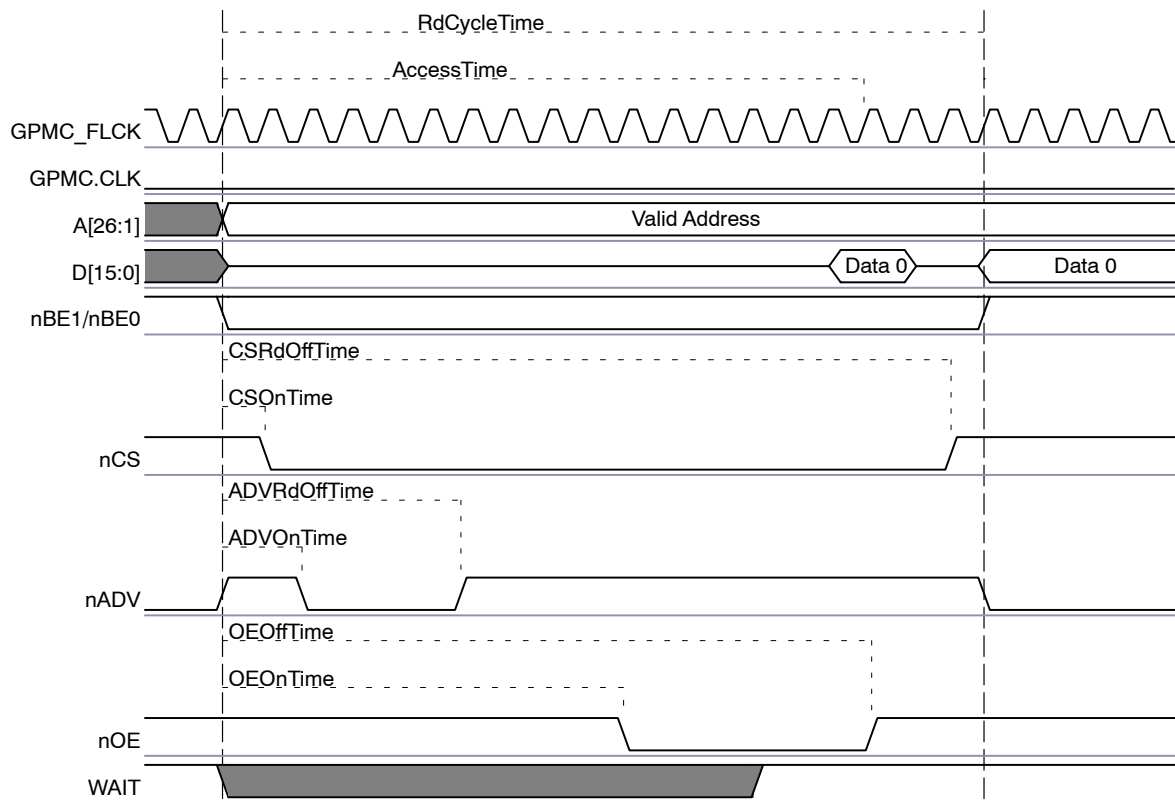 RdCycleTime
AccessTime
GPMC_FLCK
GPMC.CLK
A[26:1]
Valid Address
D[15:0]
Data 0
Data 0
nBE1/nBE0
CSRdOffTime
CSOnTime
nCS
ADVRdOffTime
ADVOnTime
nADV
OEOffTime
OEOnTime
nOE
WAIT